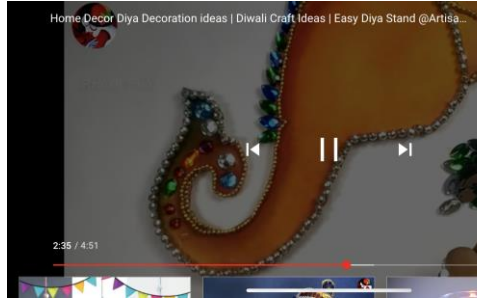 Home Decor Diya Decoration ideas | Diwali Craft Ideas | Easy Diya Stand @Artisa...
2:35 / 4:51